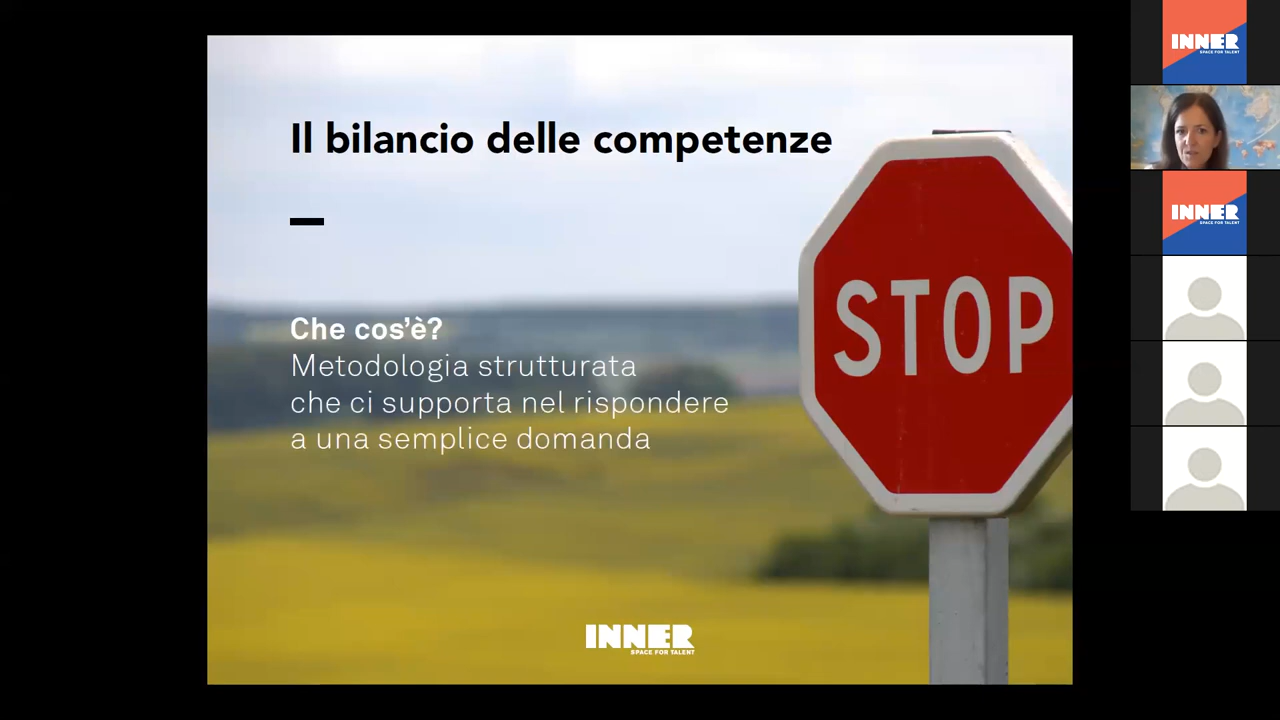 Il bilancio delle competenze
Che cos'è?
Metodologia strutturata
che ci supporta nel rispondere
a una semplice domanda
STOP
INNER
SPACE FOR TALENT
INNER
SPACE FOR TALENT
INNER
SPACE FOR TALENT